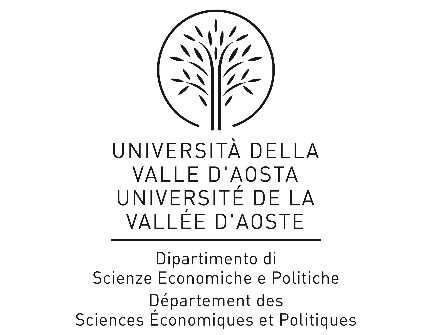 UNIVERSITÀ DELLA
VALLE D'AOSTA
UNIVERSITÉ DE LA
VALLÉE D'AOSTE
Dipartimento di
Scienze Economiche e Politiche
Département des
Sciences Économiques et Politiques